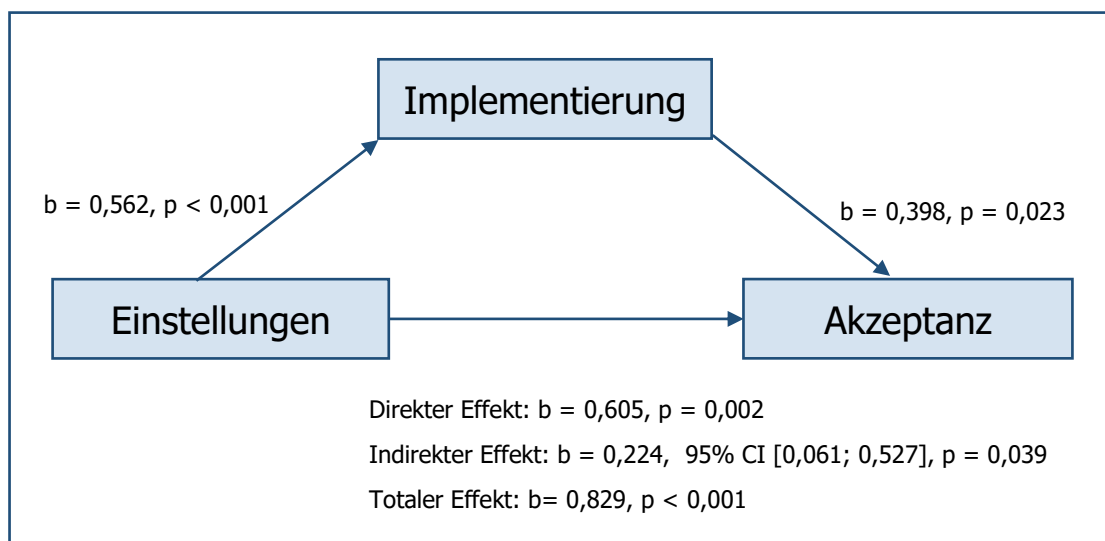 Implementierung
b = 0,562, p < 0,001
b = 0,398, p = 0,023
Einstellungen
Akzeptanz
Direkter Effekt: b = 0,605, p = 0,002
Indirekter Effekt: b = 0,224,  95% CI [0,061; 0,527], p = 0,039
Totaler Effekt: b= 0,829, p < 0,001